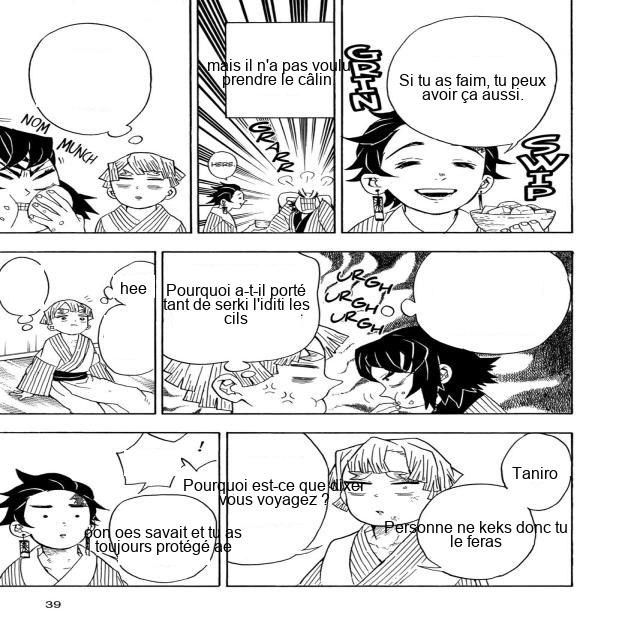 Si tu as faim, tu peux
avoir ça aussi.
GRIN
SWIP
mais il n'a pas voulu
prendre le câlin,
GRARR
HERE.
NOM
MUNCH
URGH
URGH
URGH
Pourquoi a-t-il porté
tant de serki l'iditi les
cils
hee
Taniro
Personne ne keks donc tu
le feras
Pourquoi est-ce que dixer
vous voyagez ?
!
oon oes savait et tu as
toujours protégé ae
39